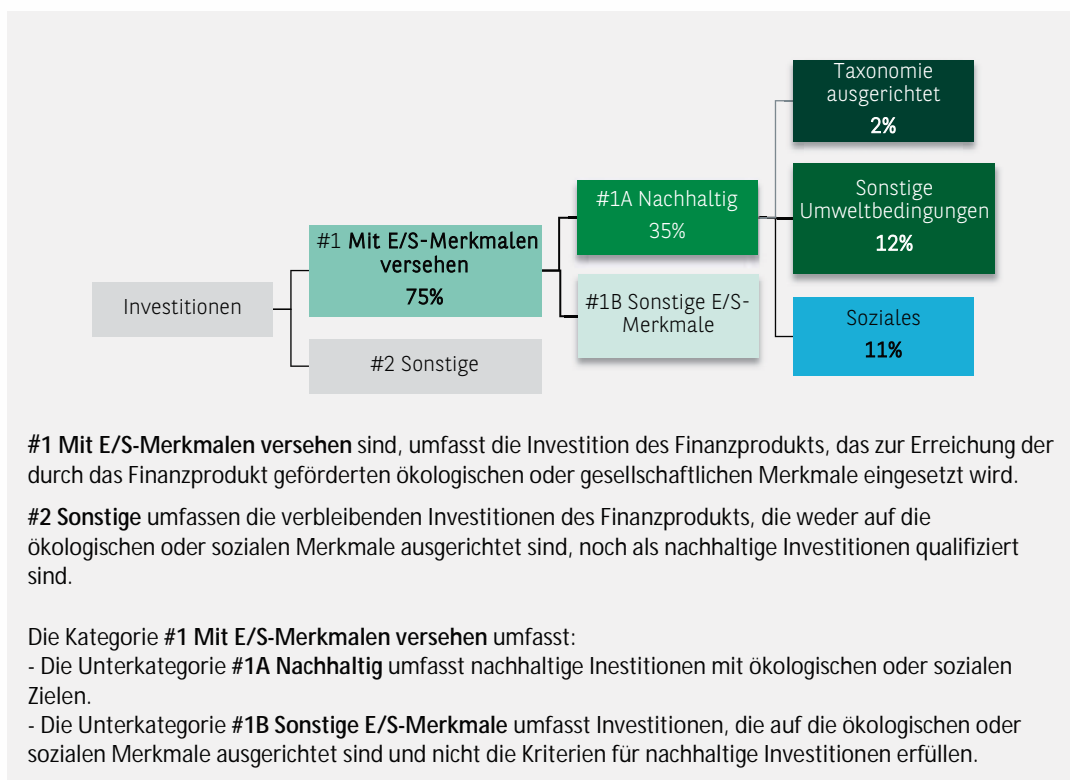 Taxonomie
ausgerichtet
2%
#1A Nachhaltig
35%
Sonstige
Umweltbedingungen
12%
#1 Mit E/S-Merkmalen
versehen
75%
Investitionen
#1B Sonstige E/S-
Merkmale
Soziales
11%
#2 Sonstige
#1 Mit E/S-Merkmalen versehen sind, umfasst die Investition des Finanzprodukts, das zur Erreichung der
durch das Finanzprodukt geförderten ökologischen oder gesellschaftlichen Merkmale eingesetzt wird.
#2 Sonstige umfassen die verbleibenden Investitionen des Finanzprodukts, die weder auf die
ökologischen oder sozialen Merkmale ausgerichtet sind, noch als nachhaltige Investitionen qualifiziert
sind.
Die Kategorie #1 Mit E/S-Merkmalen versehen umfasst:
- Die Unterkategorie #1A Nachhaltig umfasst nachhaltige Inestitionen mit ökologischen oder sozialen
Zielen.
- Die Unterkategorie #1B Sonstige E/S-Merkmale umfasst Investitionen, die auf die ökologischen oder
sozialen Merkmale ausgerichtet sind und nicht die Kriterien für nachhaltige Investitionen erfüllen.